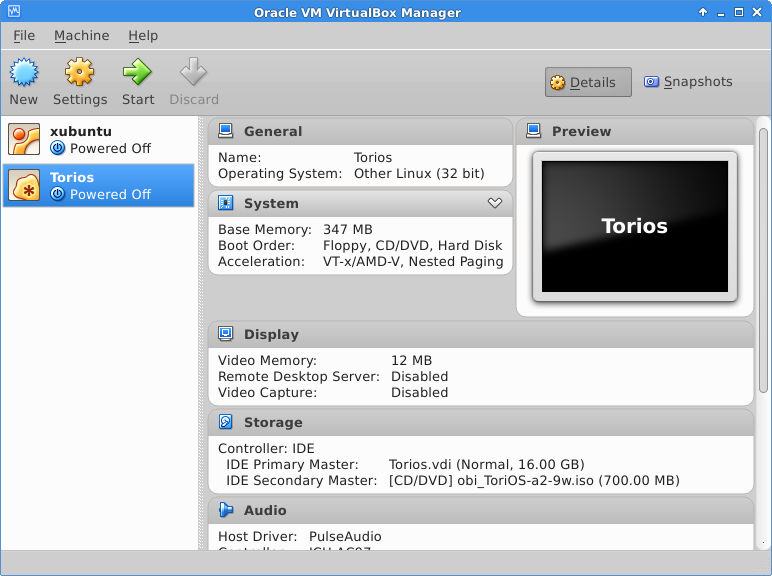 Oracle VM VirtualBox Manager
File Machine Help
New Settings Start Discard
Details Snapshots
xubuntu
Powered Off
Torios
Powered Off
General
Name: Torios
Operating System: Other Linux (32 bit)
System
Base Memory: 347 MB
Boot Order: Floppy, CD/DVD, Hard Disk
Acceleration: VT-x/AMD-V, Nested Paging
Preview
Torios
Display
Video Memory: 12 MB
Remote Desktop Server: Disabled
Video Capture: Disabled
Storage
Controller: IDE
IDE Primary Master: Torios.vdi (Normal, 16.00 GB)
IDE Secondary Master: [CD/DVD] obi_ToriOS-a2-9w.iso (700.00 MB)
Audio
Host Driver: PulseAudio